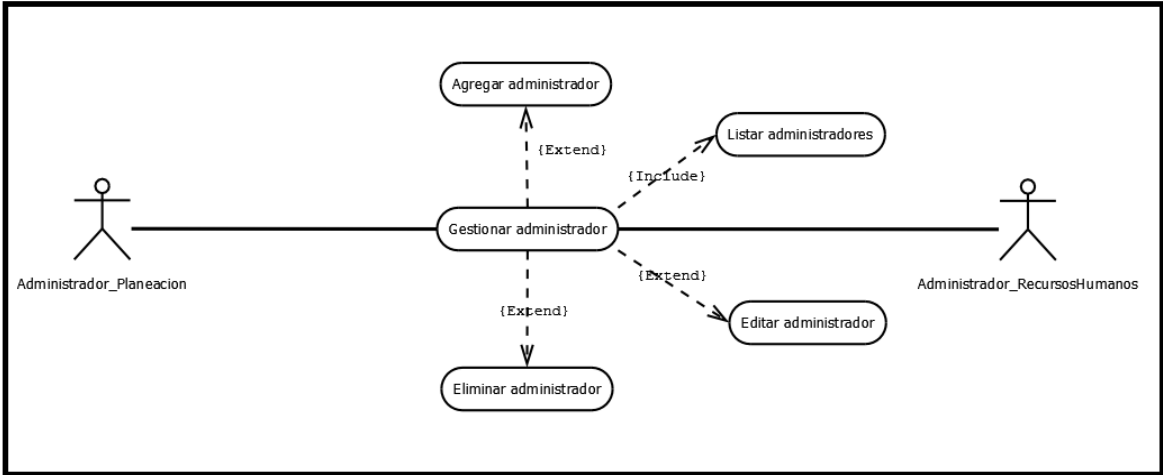 Agregar administrador
Listar administradores
{Extend}
{Include}
Gestionar administrador
Administrador_Planeacion
{Extend}
Administrador_RecursosHumanos
{Extend}
Editar administrador
Eliminar administrador